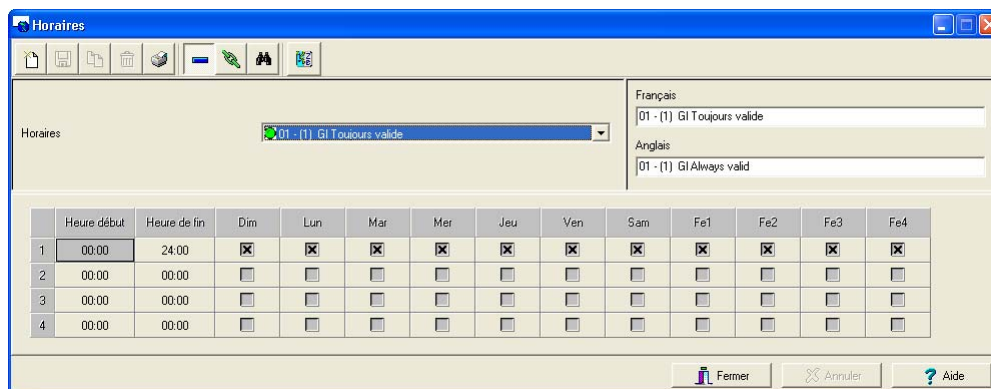 Horaires
Horaires
01 - (1) GI Toujours valide
Français
01 - (1) GI Toujours valide
Anglais
01 - (1) GI Always valid
Heure début Heure de fin Dim Lun Mar Mer Jeu Ven Sam Fe1 Fe2 Fe3 Fe4
1 00:00 24:00
2 00:00 00:00
3 00:00 00:00
4 00:00 00:00
Fermer Annuler ? Aide